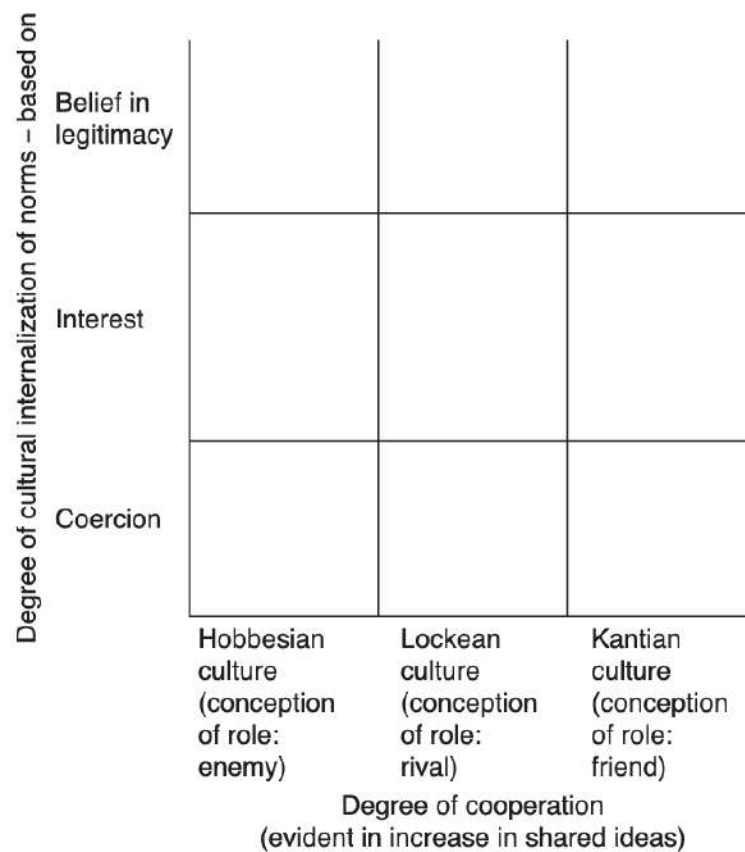 Degree of cultural internalization of norms – based on
Belief in
legitimacy
Interest
Coercion
Hobbesian
culture
(conception
of role:
enemy)
Lockean
culture
(conception
of role:
rival)
Kantian
culture
(conception
of role:
friend)
Degree of cooperation
(evident in increase in shared ideas)